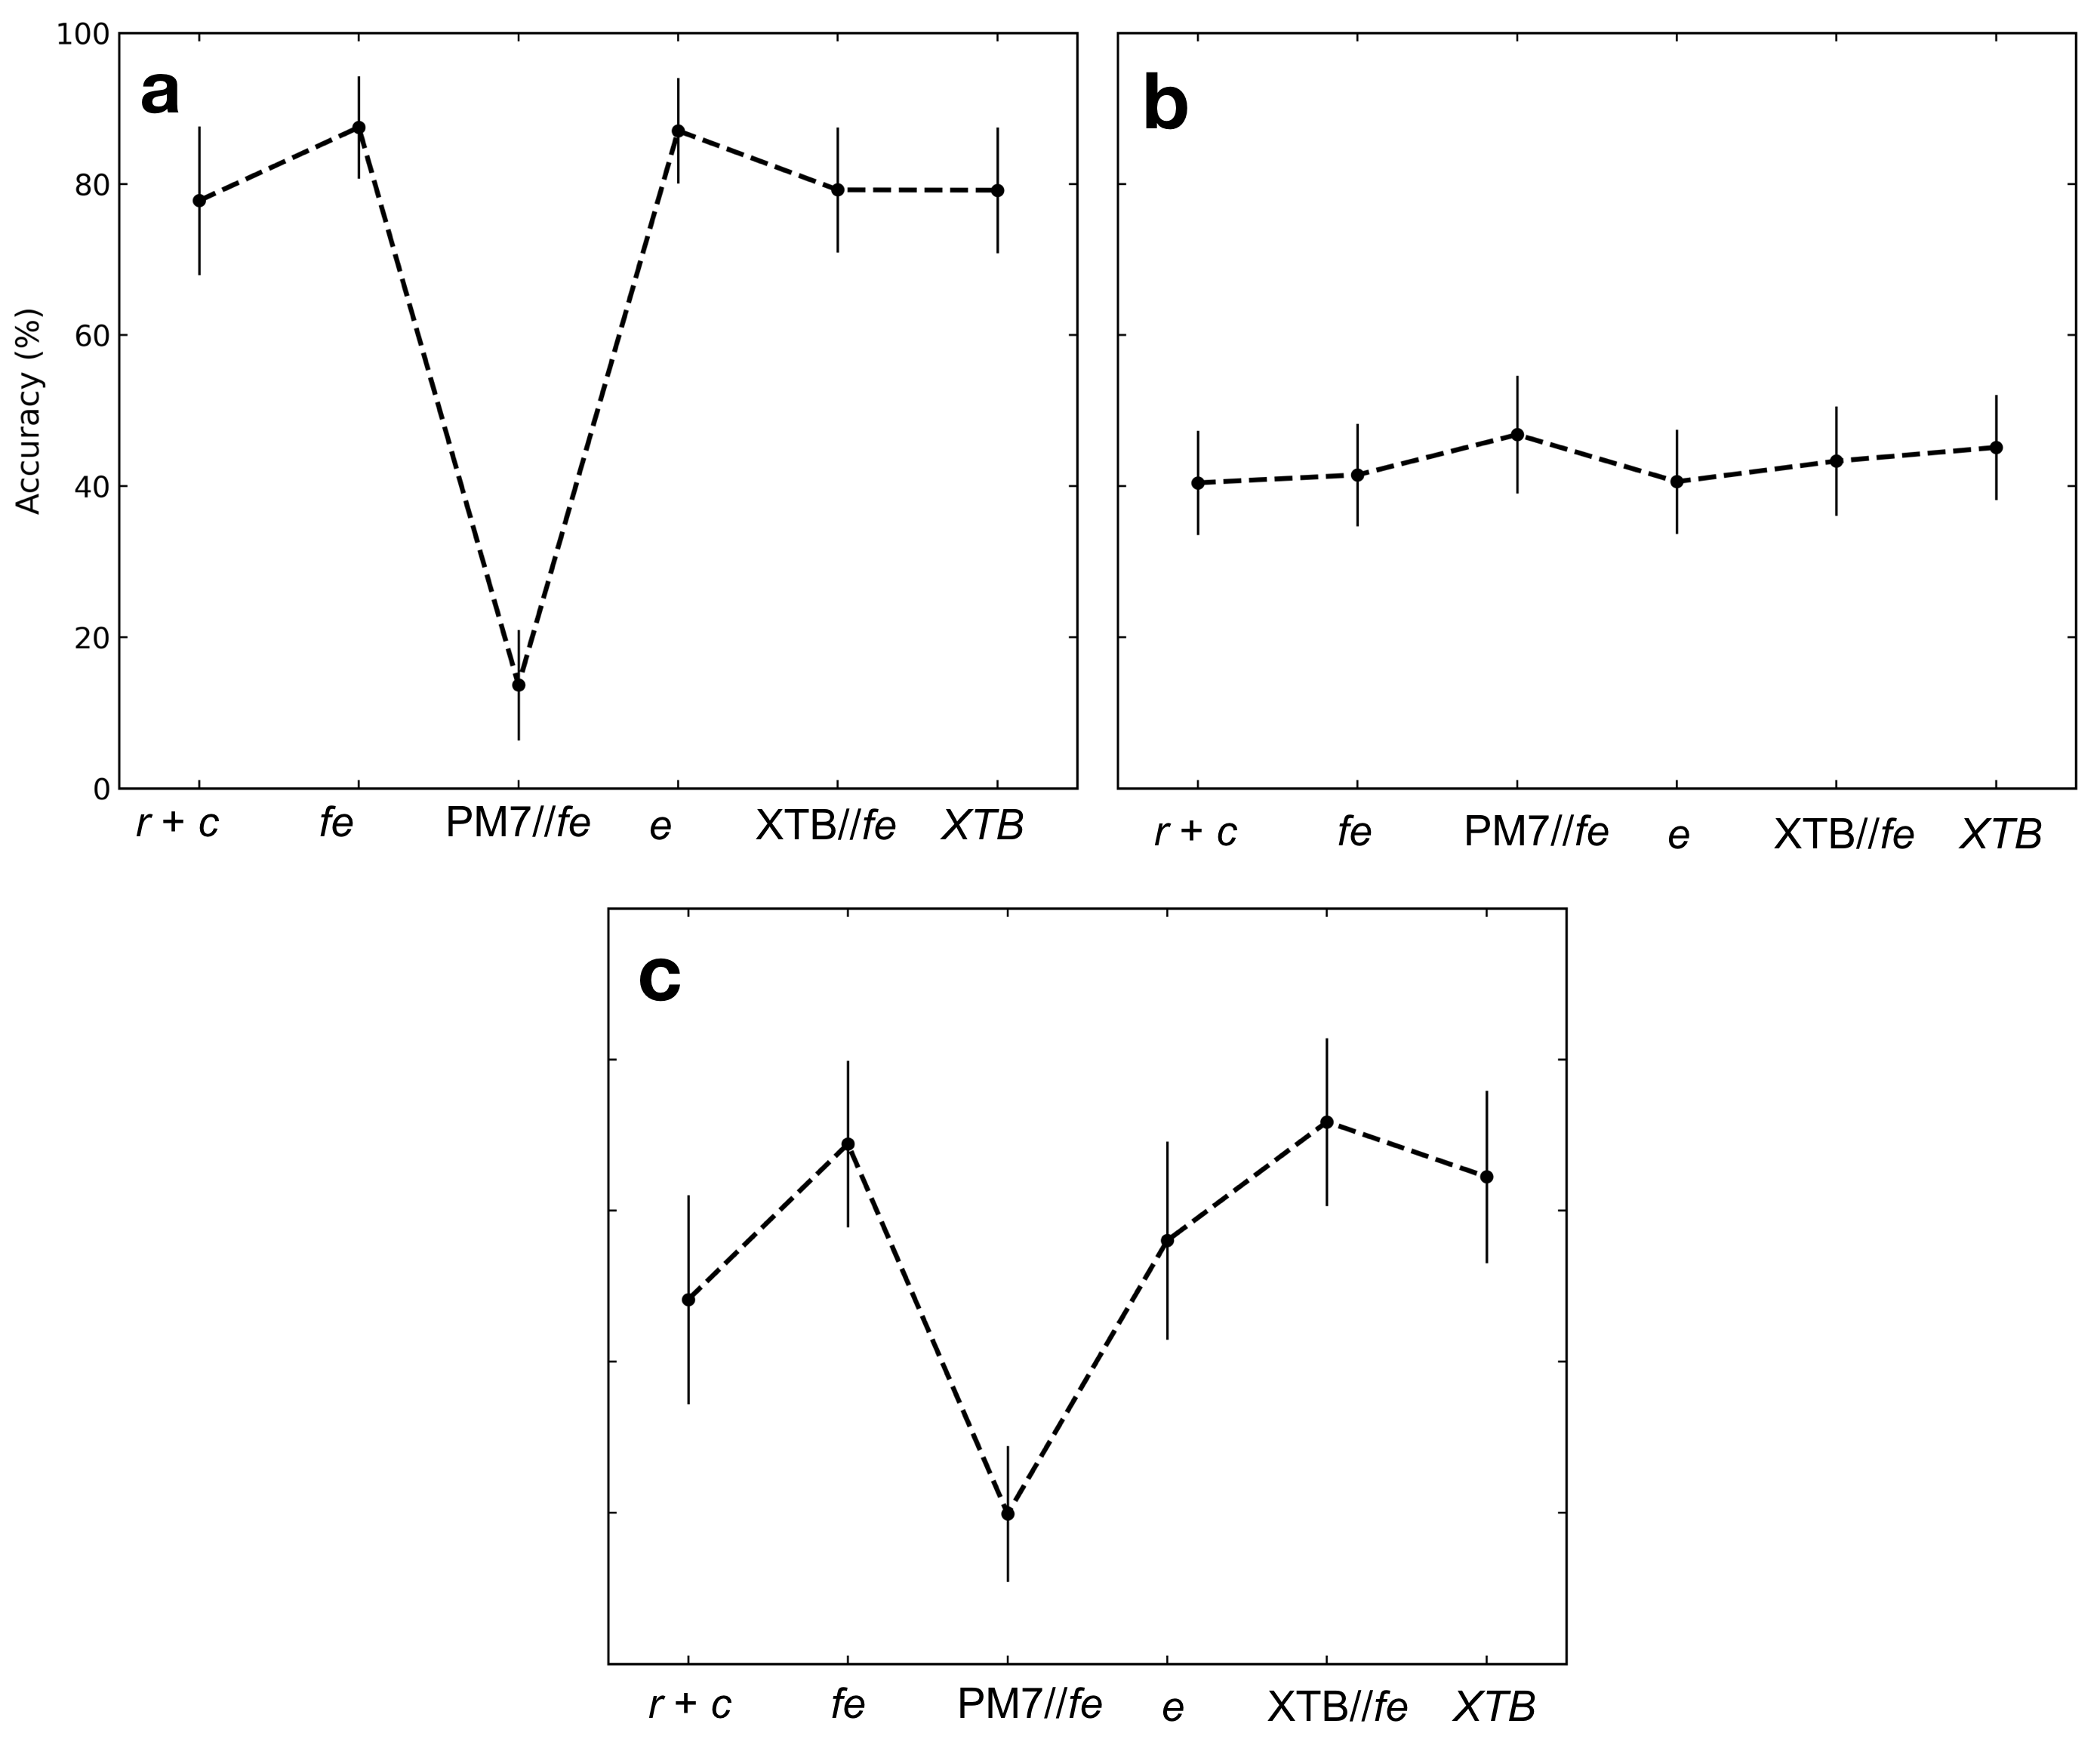 100
a
b
80
60
Accuracy (%)
40
20
0
r + c fe PM7//fe e XTB//fe XTB
r + c fe PM7//fe e XTB//fe XTB
c
r + c fe PM7//fe e XTB//fe XTB